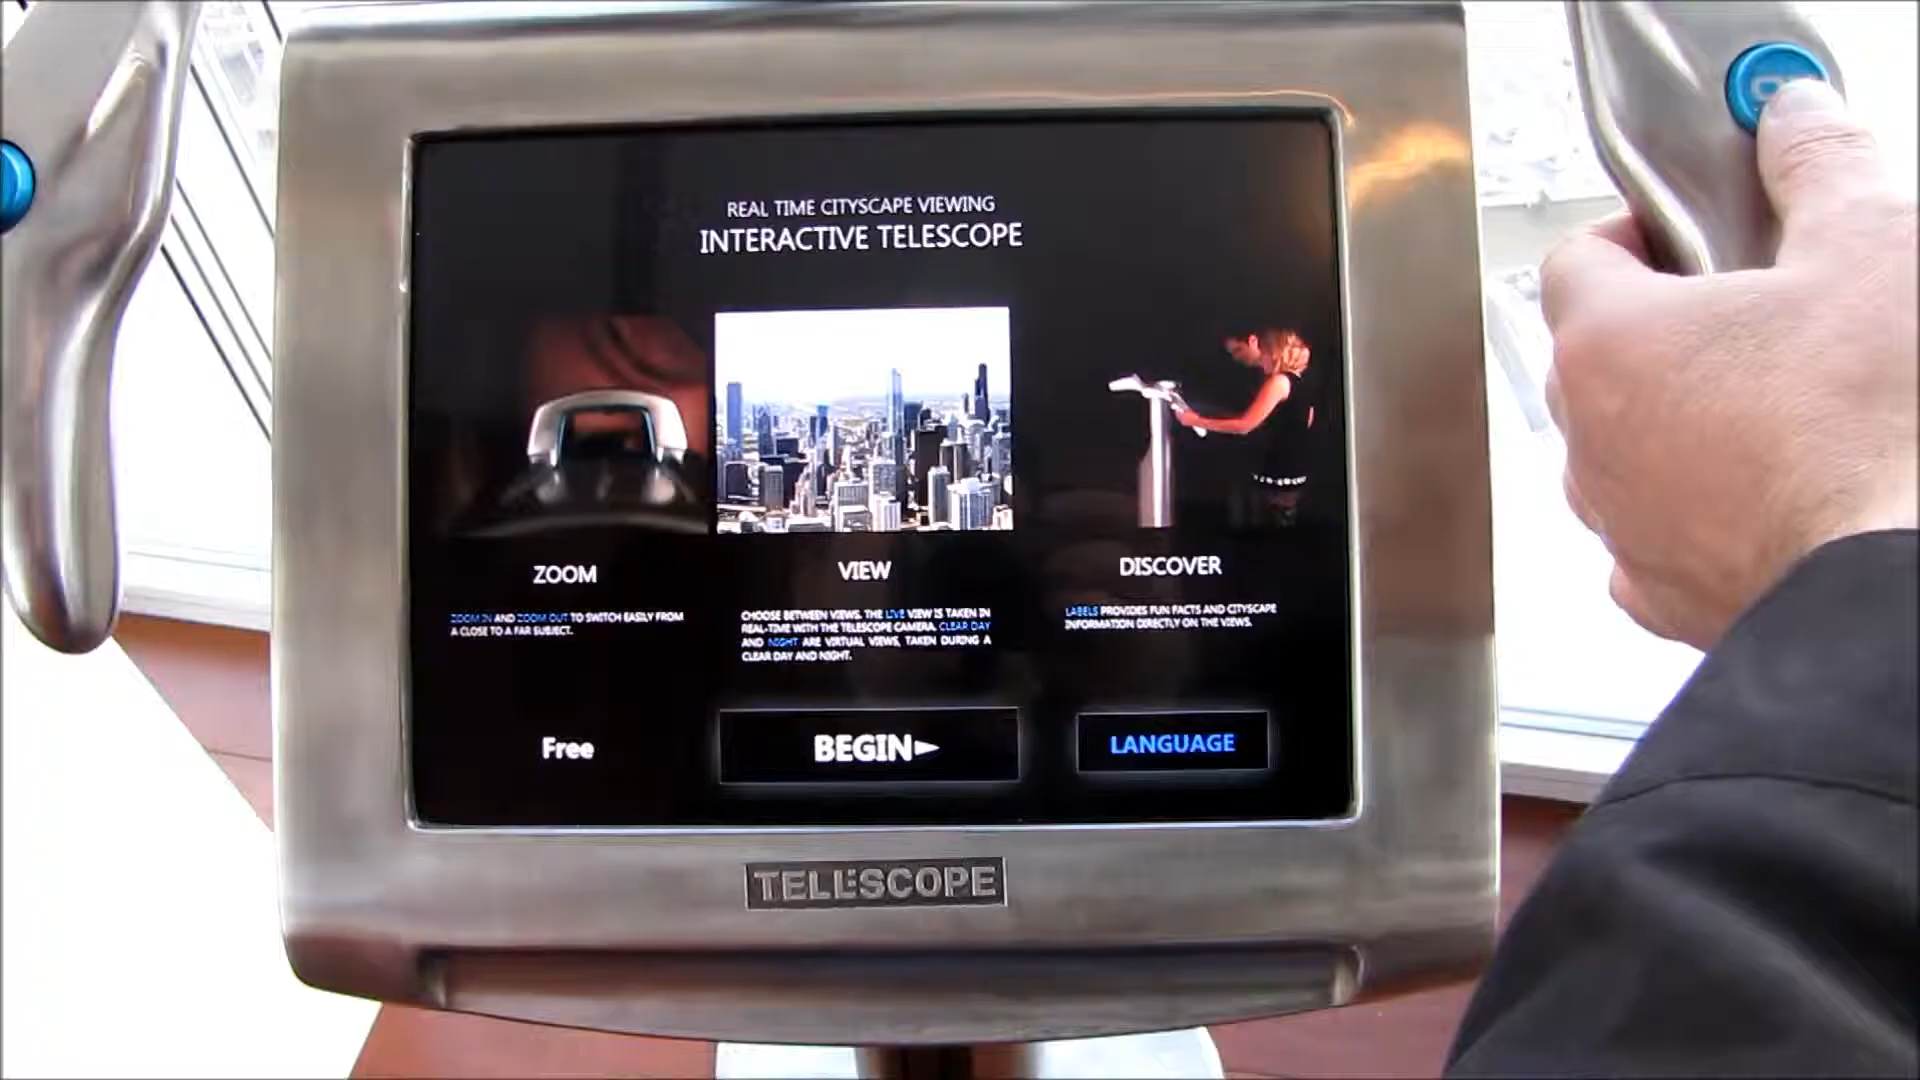 REAL TIME CITYSCAPE VIEWING
INTERACTIVE TELESCOPE
ZOOM
ZOOM IN AND ZOOM OUT TO SWITCH EASILY FROM
A CLOSE TO A FAR SUBJECT.
VIEW
CHOOSE BETWEEN VIEWS. THE LIVE VIEW IS TAKEN IN
REAL-TIME WITH THE TELESCOPE CAMERA. CLEAR DAY
AND NIGHT ARE VIRTUAL VIEWS, TAKEN DURING A
CLEAR DAY AND NIGHT.
DISCOVER
LABELS PROVIDES FUN FACTS AND CITYSCAPE
INFORMATION DIRECTLY ON THE VIEWS.
Free
BEGIN
LANGUAGE
TELESCOPE